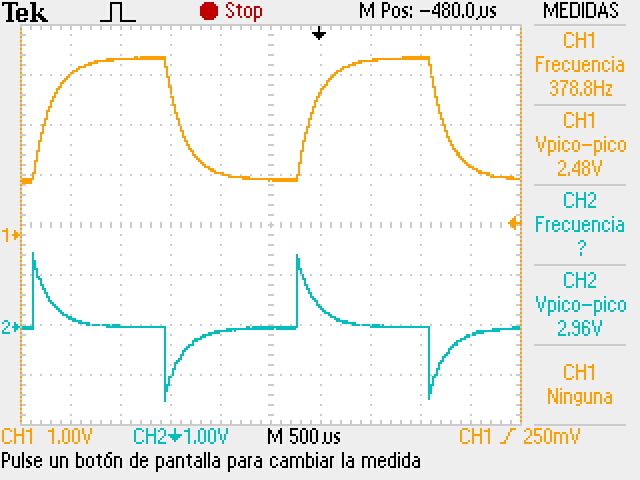 Tek Stop M Pos: -480.0µs MEDIDAS
CH1
Frecuencia
378.8Hz
CH1
Vpico-pico
2.48V
CH2
Frecuencia
?
CH2
Vpico-pico
2.96V
CH1
Ninguna
1
2
CH1 1.00V CH2 1.00V M 500µs CH1 250mV
Pulse un botón de pantalla para cambiar la medida